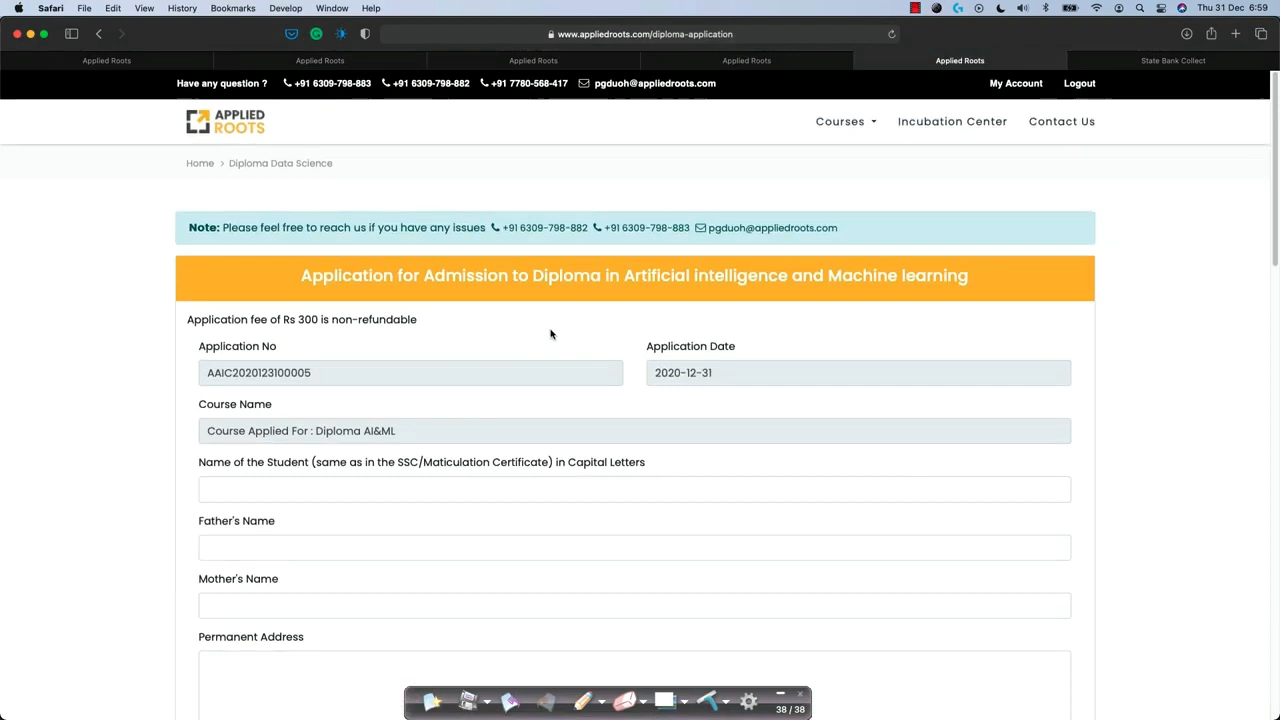 Safari File Edit View History Bookmarks Develop Window Help Thu 31 Dec 6:59
www.appliedroots.com/diploma-application
Applied Roots Applied Roots Applied Roots Applied Roots Applied Roots State Bank Collect
Have any question ? +91 6309-798-883 +91 6309-798-882 +91 7780-568-417 pgduoh@appliedroots.com My Account Logout
APPLIED
ROOTS
Courses Incubation Center Contact Us
Home > Diploma Data Science
Note: Please feel free to reach us if you have any issues +91 6309-798-882 +91 6309-798-883 pgduoh@appliedroots.com
Application for Admission to Diploma in Artificial intelligence and Machine learning
Application fee of Rs 300 is non-refundable
Application No Application Date
AAIC2020123100005 2020-12-31
Course Name
Course Applied For : Diploma AI&ML
Name of the Student (same as in the SSC/Maticulation Certificate) in Capital Letters
Father's Name
Mother's Name
Permanent Address
38 / 38